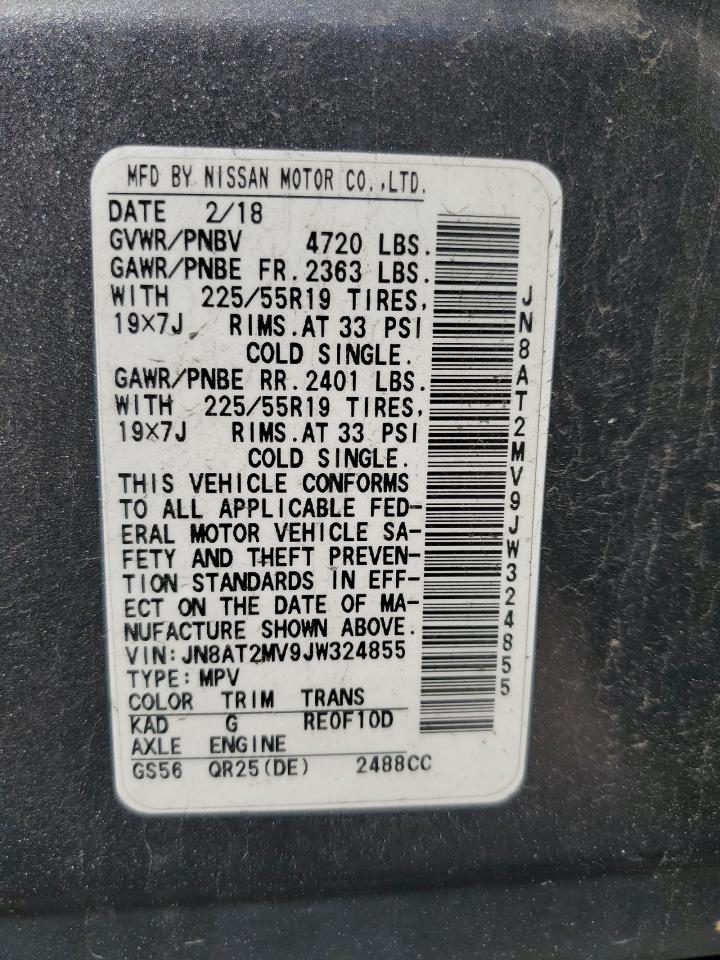 MFD BY NISSAN MOTOR CO.,LTD.
DATE 2/18
GVWR/PNBV 4720 LBS.
GAWR/PNBE FR.2363 LBS.
WITH 225/55R19 TIRES,
19X7J RIMS.AT 33 PSI
COLD SINGLE.
GAWR/PNBE RR.2401 LBS.
WITH 225/55R19 TIRES,
19X7J RIMS.AT 33 PSI
COLD SINGLE.
THIS VEHICLE CONFORMS
TO ALL APPLICABLE FED-
ERAL MOTOR VEHICLE SA-
FETY AND THEFT PREVEN-
TION STANDARDS IN EFF-
ECT ON THE DATE OF MA-
NUFACTURE SHOWN ABOVE.
VIN:JN8AT2MV9JW324855
TYPE:MPV
COLOR TRIM TRANS
KAD G RE0F10D
AXLE ENGINE
GS56 QR25(DE) 2488CC
JN8AT2MV9JW324855